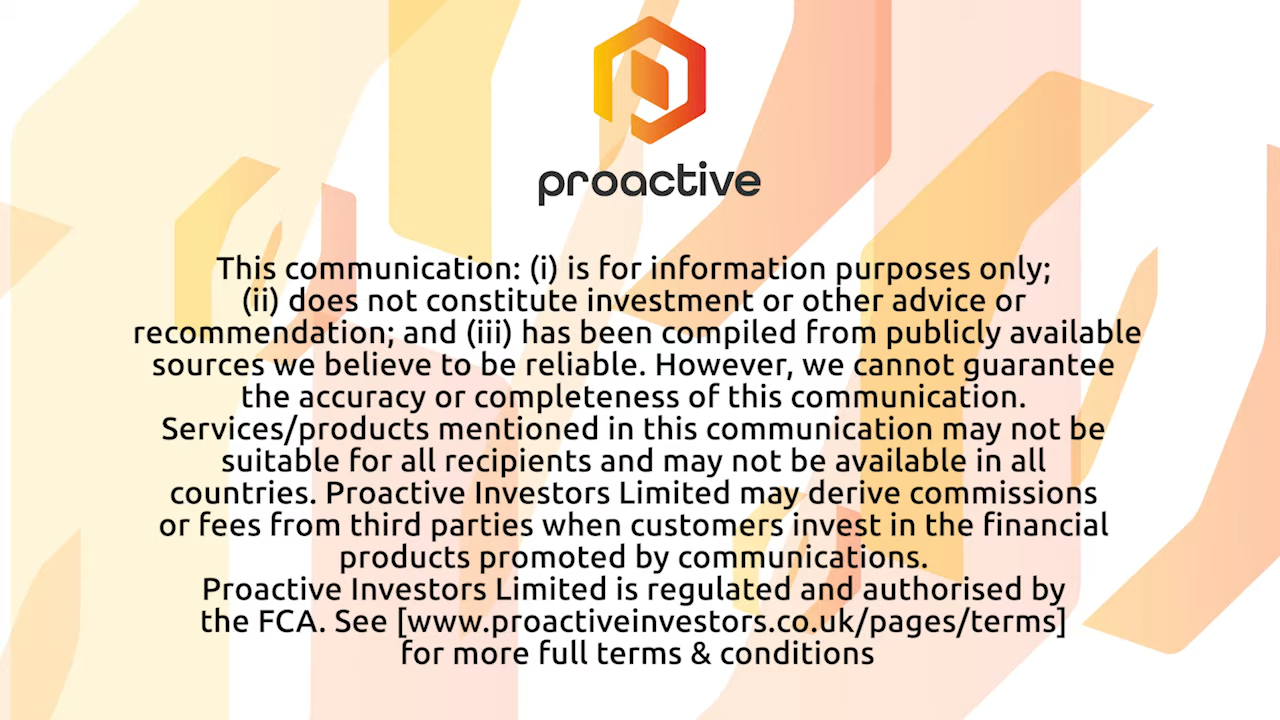 proactive
This communication: (i) is for information purposes only;
(ii) does not constitute investment or other advice or
recommendation; and (iii) has been compiled from publicly available
sources we believe to be reliable. However, we cannot guarantee
the accuracy or completeness of this communication.
Services/products mentioned in this communication may not be
suitable for all recipients and may not be available in all
countries. Proactive Investors Limited may derive commissions
or fees from third parties when customers invest in the financial
products promoted by communications.
Proactive Investors Limited is regulated and authorised by
the FCA. See [www.proactiveinvestors.co.uk/pages/terms]
for more full terms & conditions